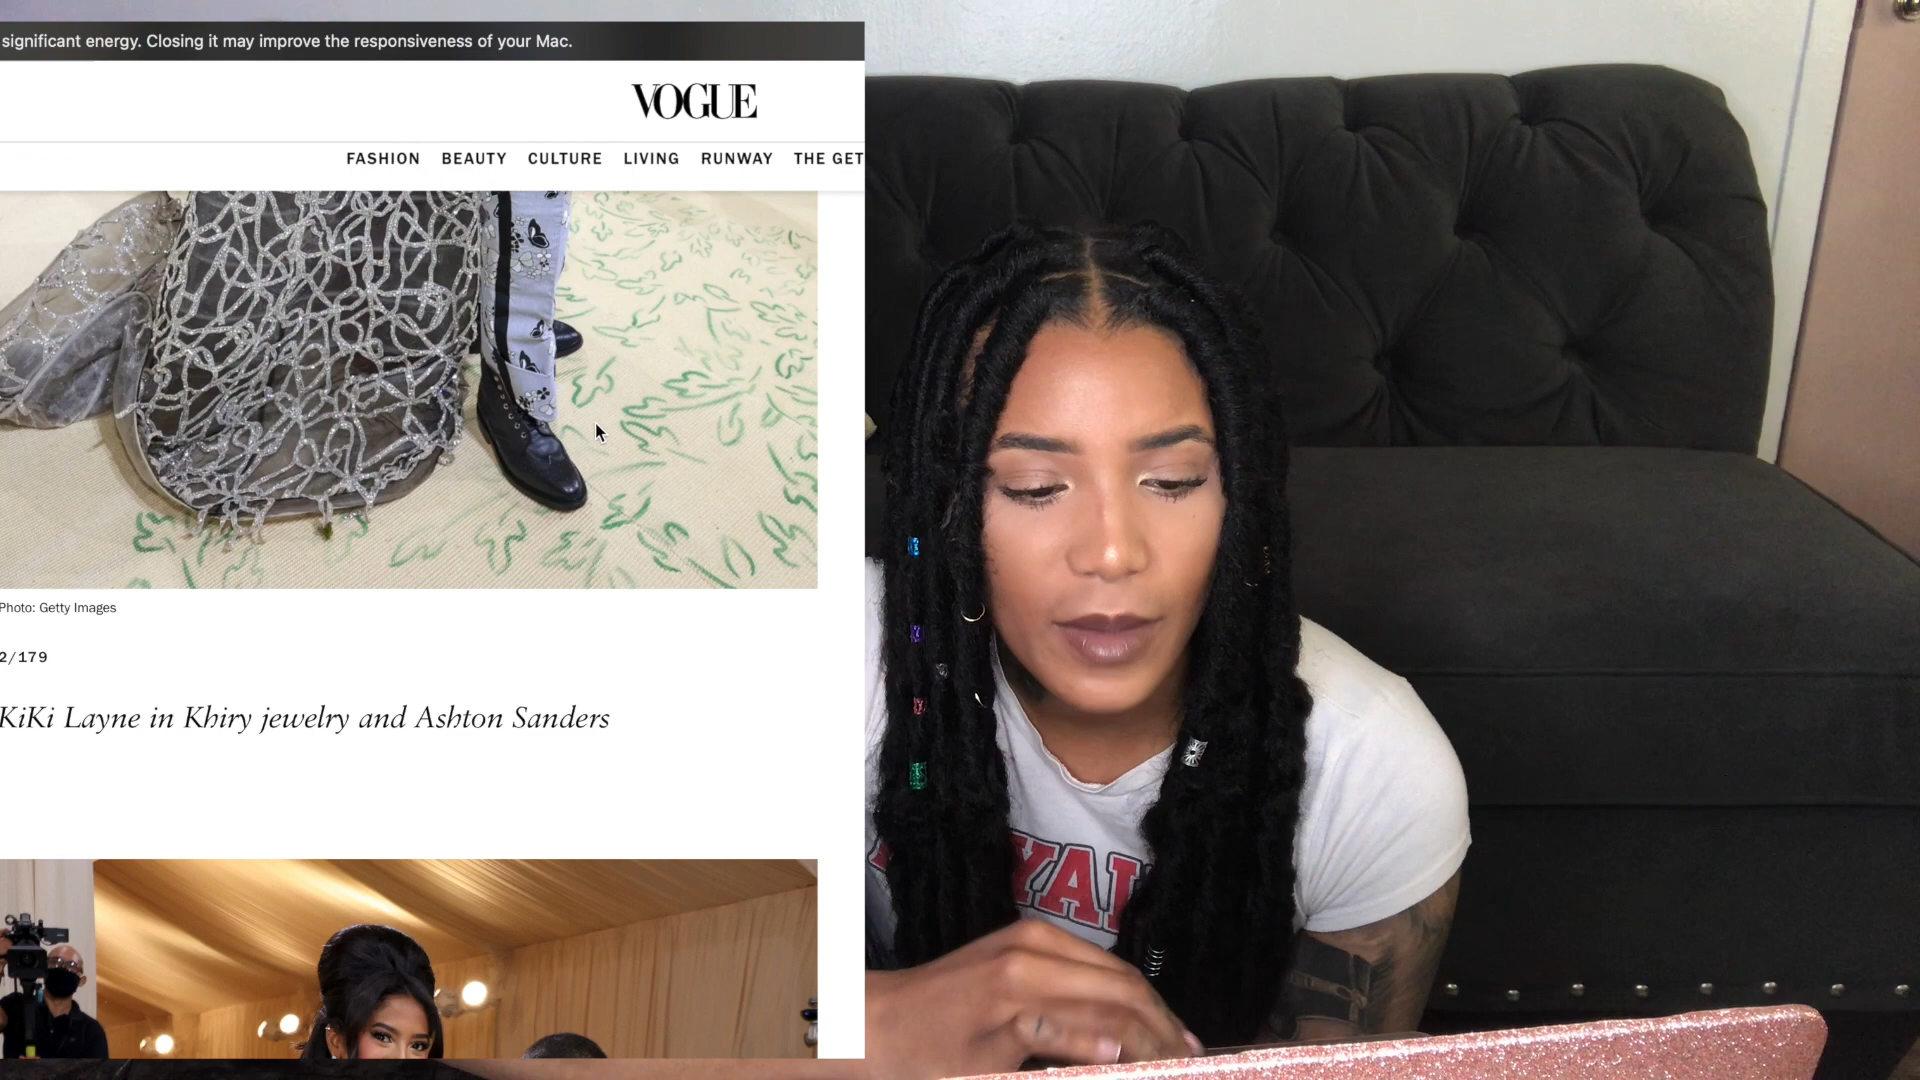 significant energy. Closing it may improve the responsiveness of your Mac.
VOGUE
FASHION BEAUTY CULTURE LIVING RUNWAY THE GET
Photo: Getty Images
2/179
KiKi Layne in Khiry jewelry and Ashton Sanders
YAL